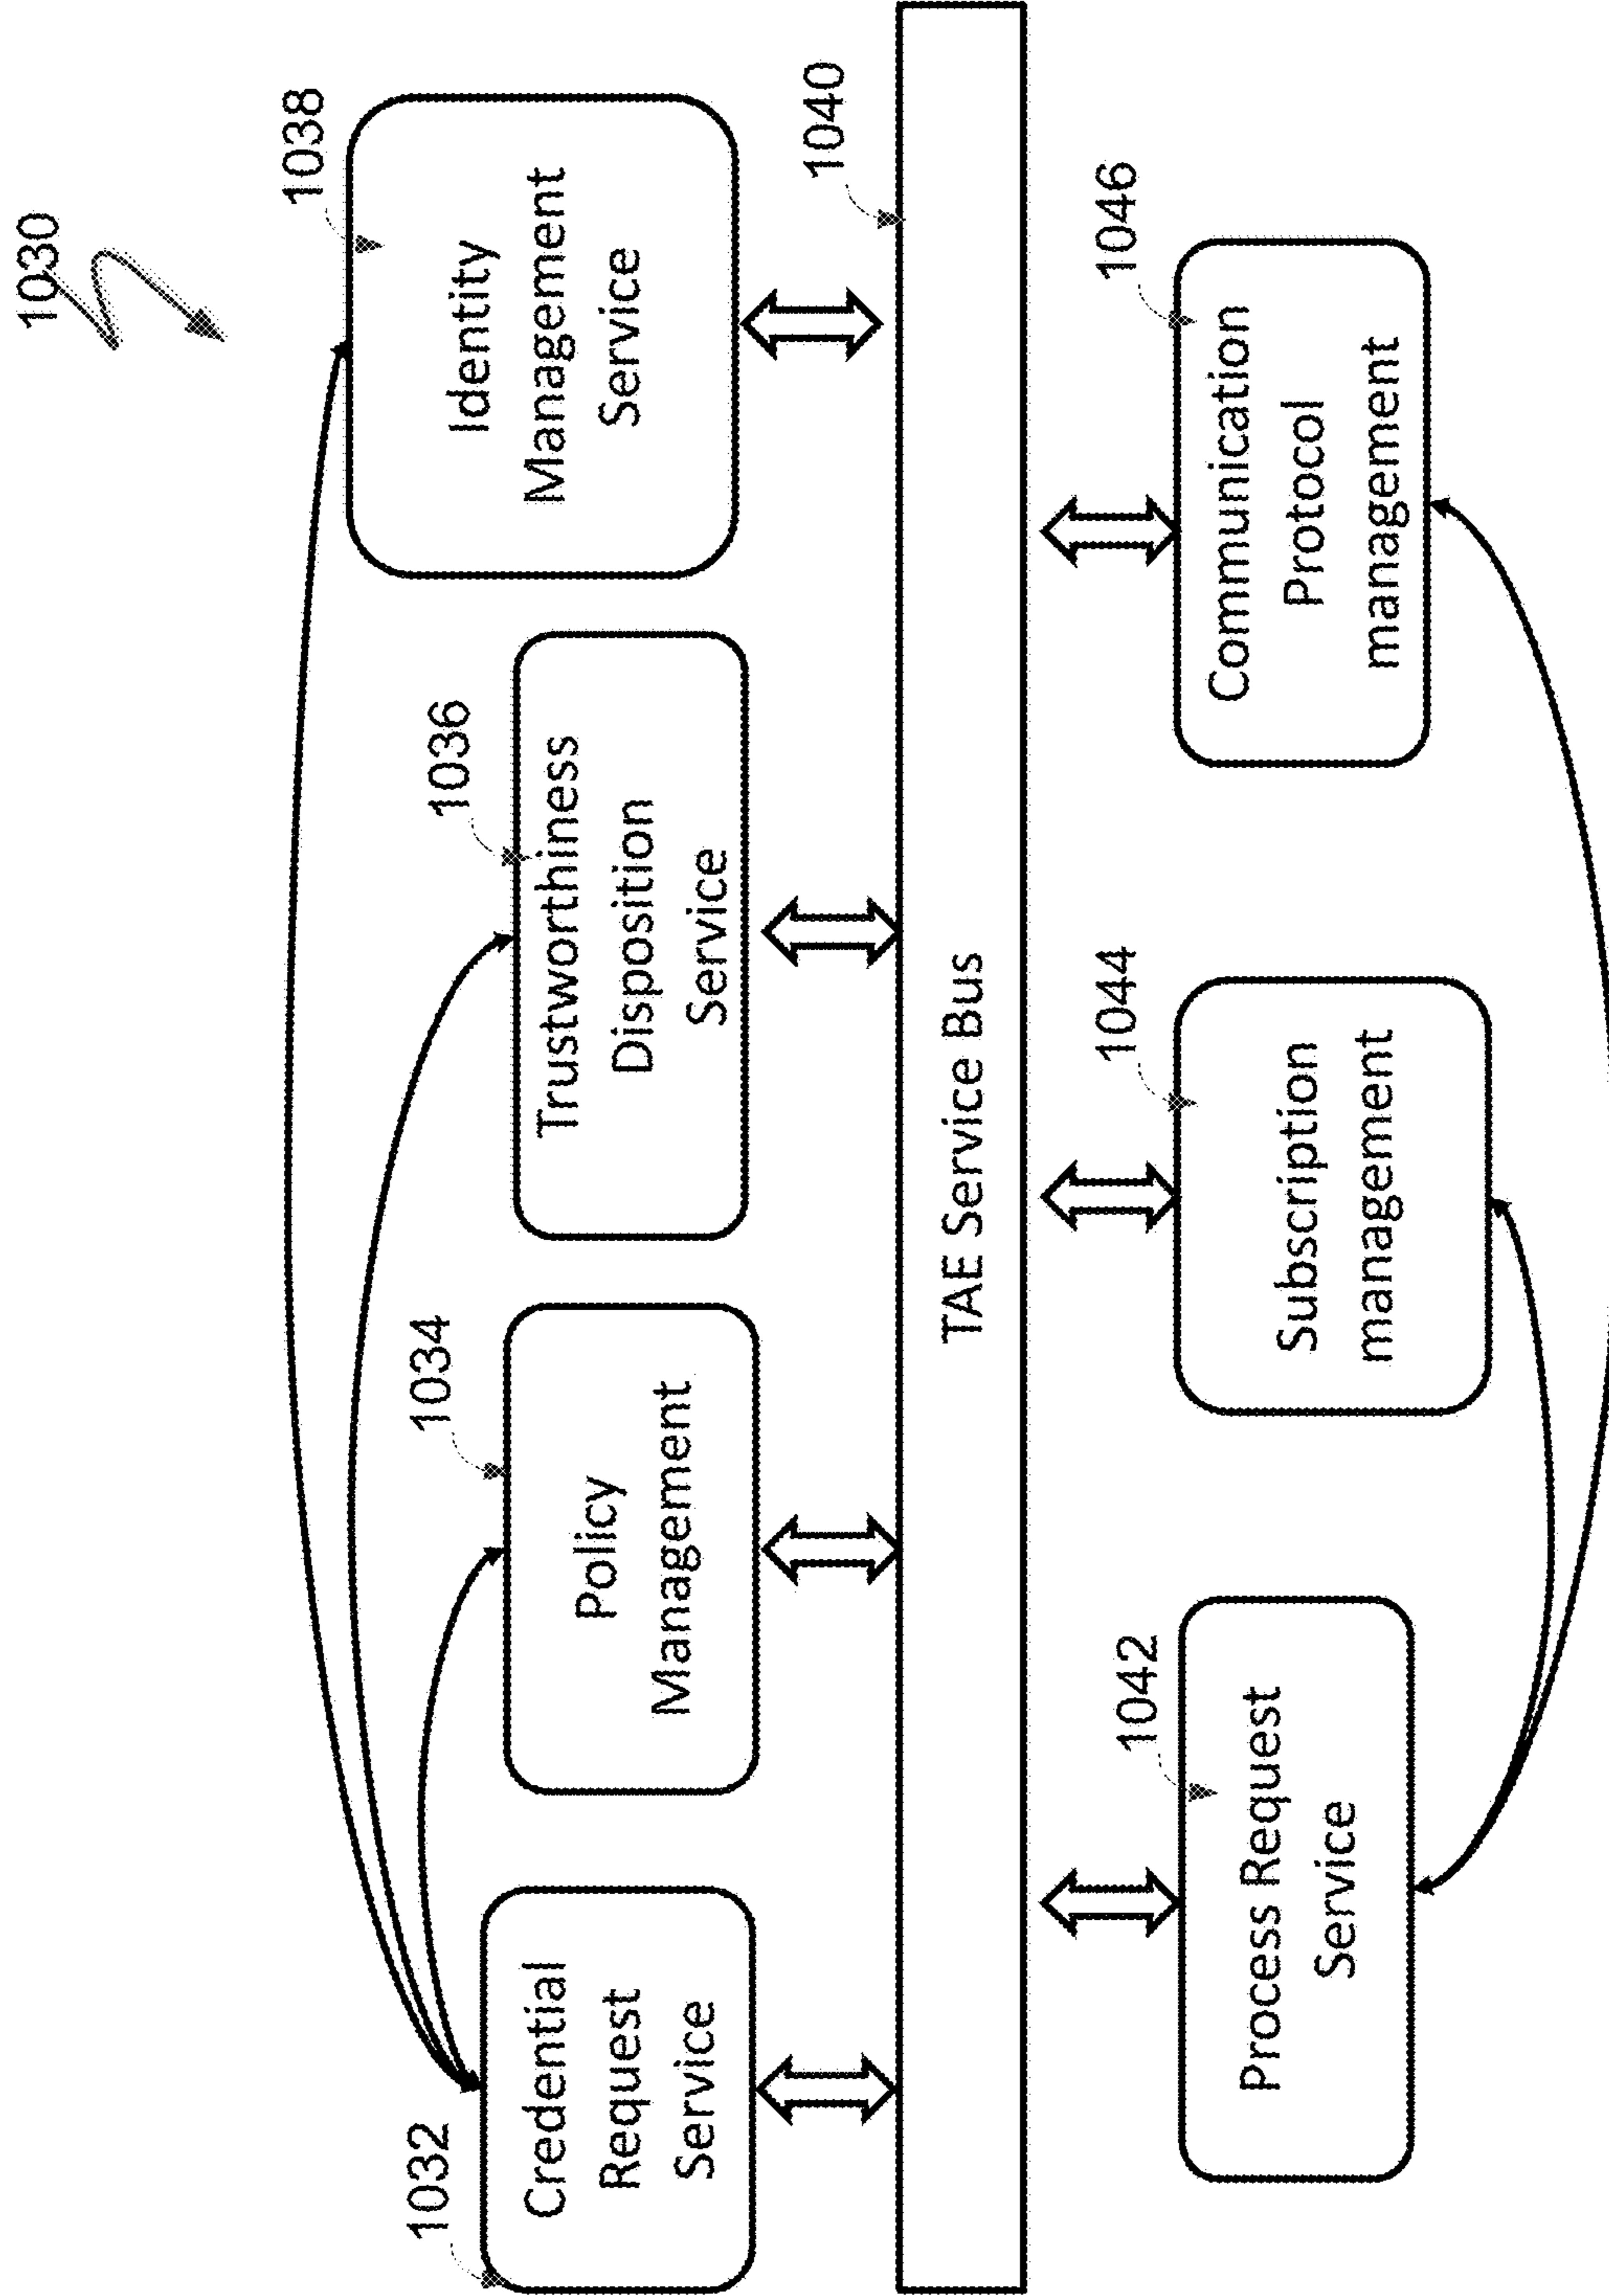 1030
1038
Identity
Management
Service
1036
Trustworthiness
Disposition
Service
1034
Policy
Management
1032
Credential
Request
Service
1040
TAE Service Bus
1042
Process Request
Service
1044
Subscription
management
1046
Communication
Protocol
management